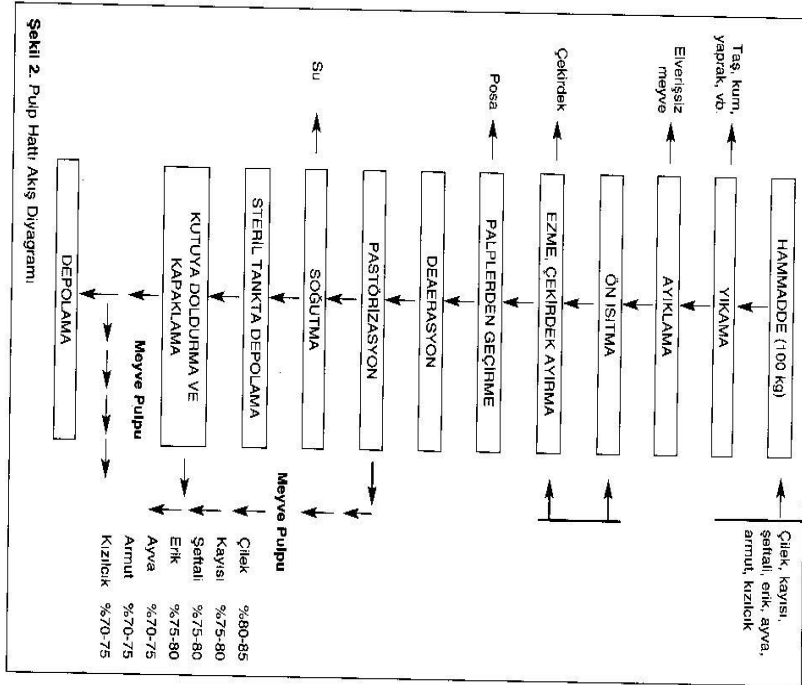 Çilek, kayısı,
şeftali, erik, ayva,
armut, kızılcık
HAMMADDE (100 kg)
YIKAMA
Taş, kum,
yaprak, vb.
AYIKLAMA
Elverişsiz
meyve
ÖN ISITMA
EZME, ÇEKİRDEK AYIRMA
Çekirdek
PALPLERDEN GEÇİRME
Posa
DEAERASYON
PASTÖRİZASYON
SOĞUTMA
Su
STERİL TANKTA DEPOLAMA
KUTUYA DOLDURMA VE
KAPAKLAMA
DEPOLAMA
Meyve Pulpu
Meyve Pulpu
Çilek %80-85
Kayısı %75-80
Şeftali %75-80
Erik %75-80
Ayva %70-75
Armut %70-75
Kızılcık %70-75
Şekil 2. Pulp Hattı Akış Diyagramı